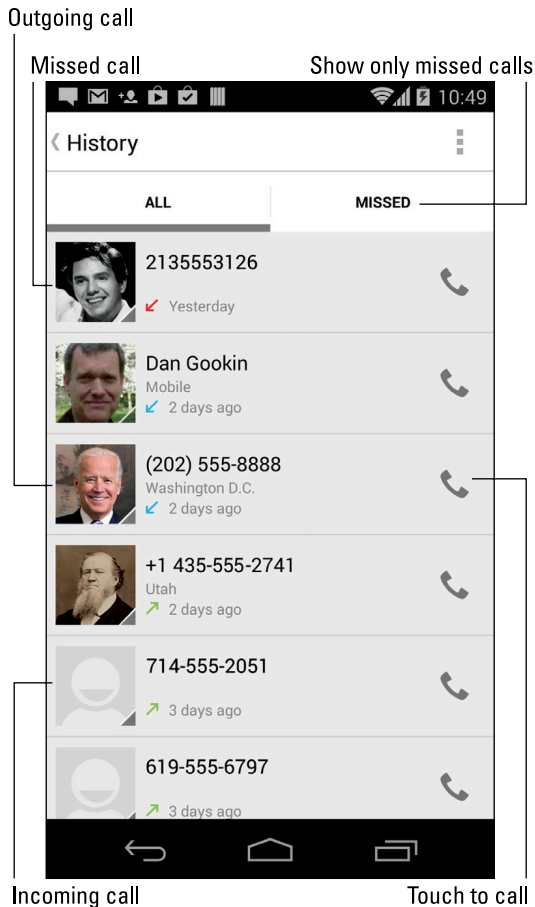 Outgoing call
Missed call
Show only missed calls
10:49
History
ALL
MISSED
2135553126
Yesterday
Dan Gookin
Mobile
2 days ago
(202) 555-8888
Washington D.C.
2 days ago
+1 435-555-2741
Utah
2 days ago
714-555-2051
3 days ago
619-555-6797
3 days ago
Incoming call
Touch to call